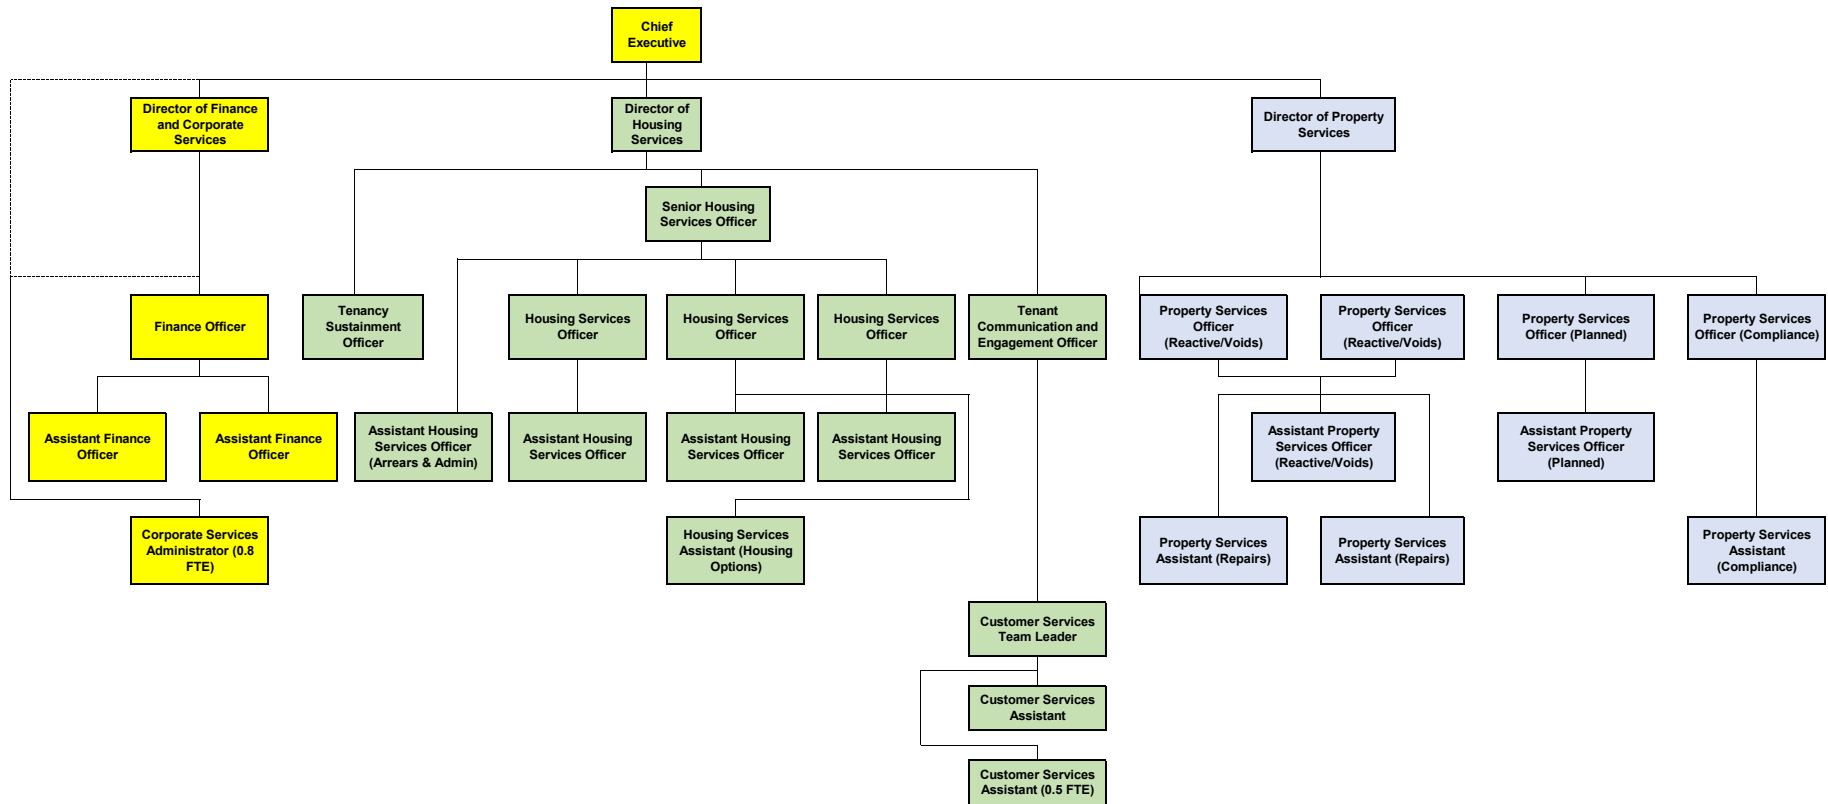 Chief
Executive
Director of Finance
and Corporate
Services
Director of
Housing
Services
Director of Property
Services
Senior Housing
Services Officer
Finance Officer
Tenancy
Sustainment
Officer
Housing Services
Officer
Housing Services
Officer
Housing Services
Officer
Tenant
Communication and
Engagement Officer
Property Services
Officer
(Reactive/Voids)
Property Services
Officer
(Reactive/Voids)
Property Services
Officer (Planned)
Property Services
Officer (Compliance)
Assistant Finance
Officer
Assistant Finance
Officer
Assistant Housing
Services Officer
(Arrears & Admin)
Assistant Housing
Services Officer
Assistant Housing
Services Officer
Assistant Housing
Services Officer
Assistant Property
Services Officer
(Reactive/Voids)
Assistant Property
Services Officer
(Planned)
Corporate Services
Administrator (0.8
FTE)
Housing Services
Assistant (Housing
Options)
Property Services
Assistant (Repairs)
Property Services
Assistant (Repairs)
Property Services
Assistant
(Compliance)
Customer Services
Team Leader
Customer Services
Assistant
Customer Services
Assistant (0.5 FTE)